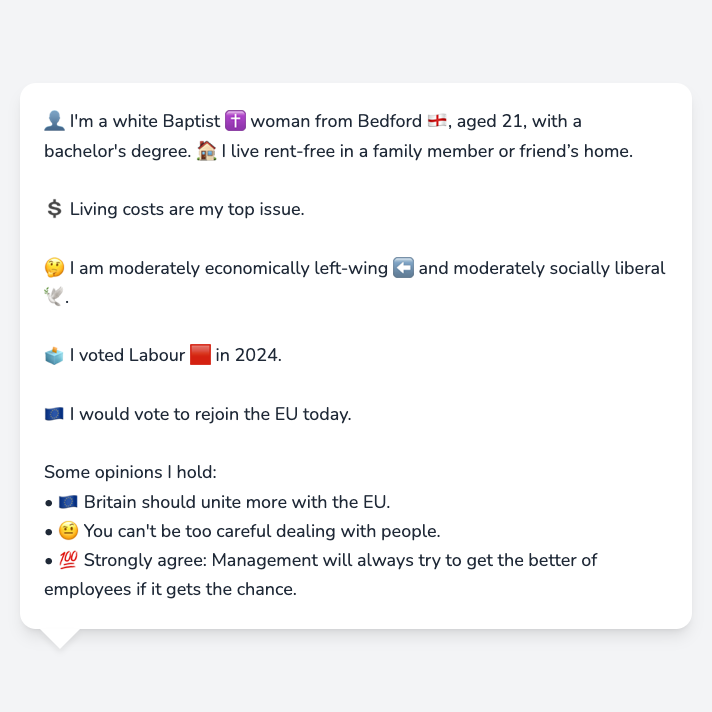 👤 I'm a white Baptist ✝️ woman from Bedford 🏴󠁧󠁢󠁥󠁮󠁧󠁿, aged 21, with a
bachelor's degree. 🏠 I live rent-free in a family member or friend’s home.
💲 Living costs are my top issue.
🤔 I am moderately economically left-wing ⬅️ and moderately socially liberal
🕊️.
🗳️ I voted Labour 🟥 in 2024.
🇪🇺 I would vote to rejoin the EU today.
Some opinions I hold:
• 🇪🇺 Britain should unite more with the EU.
• 🤨 You can't be too careful dealing with people.
• 💯 Strongly agree: Management will always try to get the better of
employees if it gets the chance.